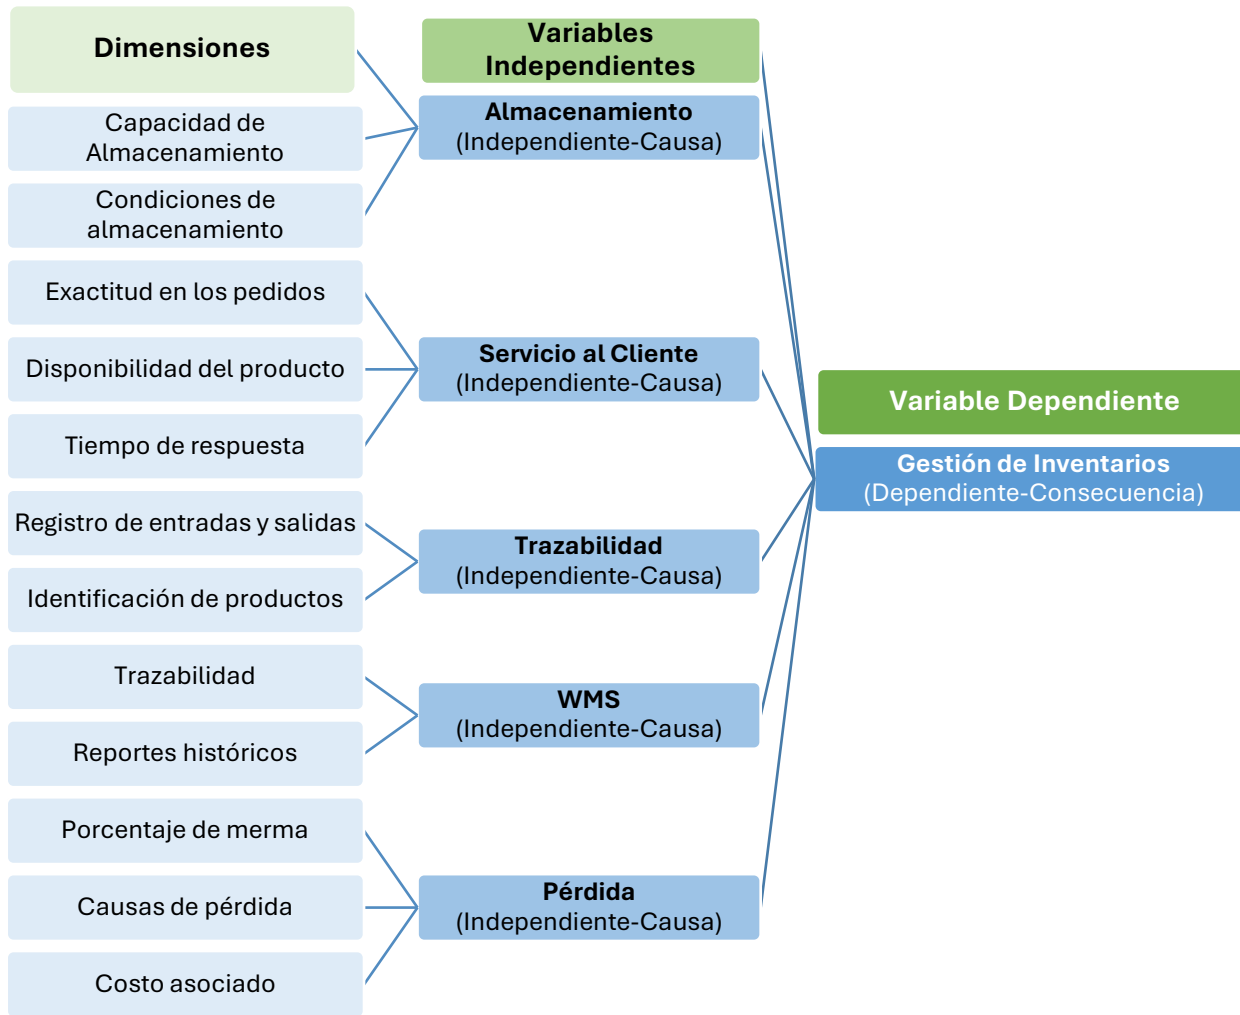 Dimensiones
Capacidad de
Almacenamiento
Condiciones de
almacenamiento
Exactitud en los pedidos
Disponibilidad del producto
Tiempo de respuesta
Registro de entradas y salidas
Identificación de productos
Trazabilidad
Reportes históricos
Porcentaje de merma
Causas de pérdida
Costo asociado
Variables
Independientes
Almacenamiento
(Independiente-Causa)
Servicio al Cliente
(Independiente-Causa)
Trazabilidad
(Independiente-Causa)
WMS
(Independiente-Causa)
Pérdida
(Independiente-Causa)
Variable Dependiente
Gestión de Inventarios
(Dependiente-Consecuencia)